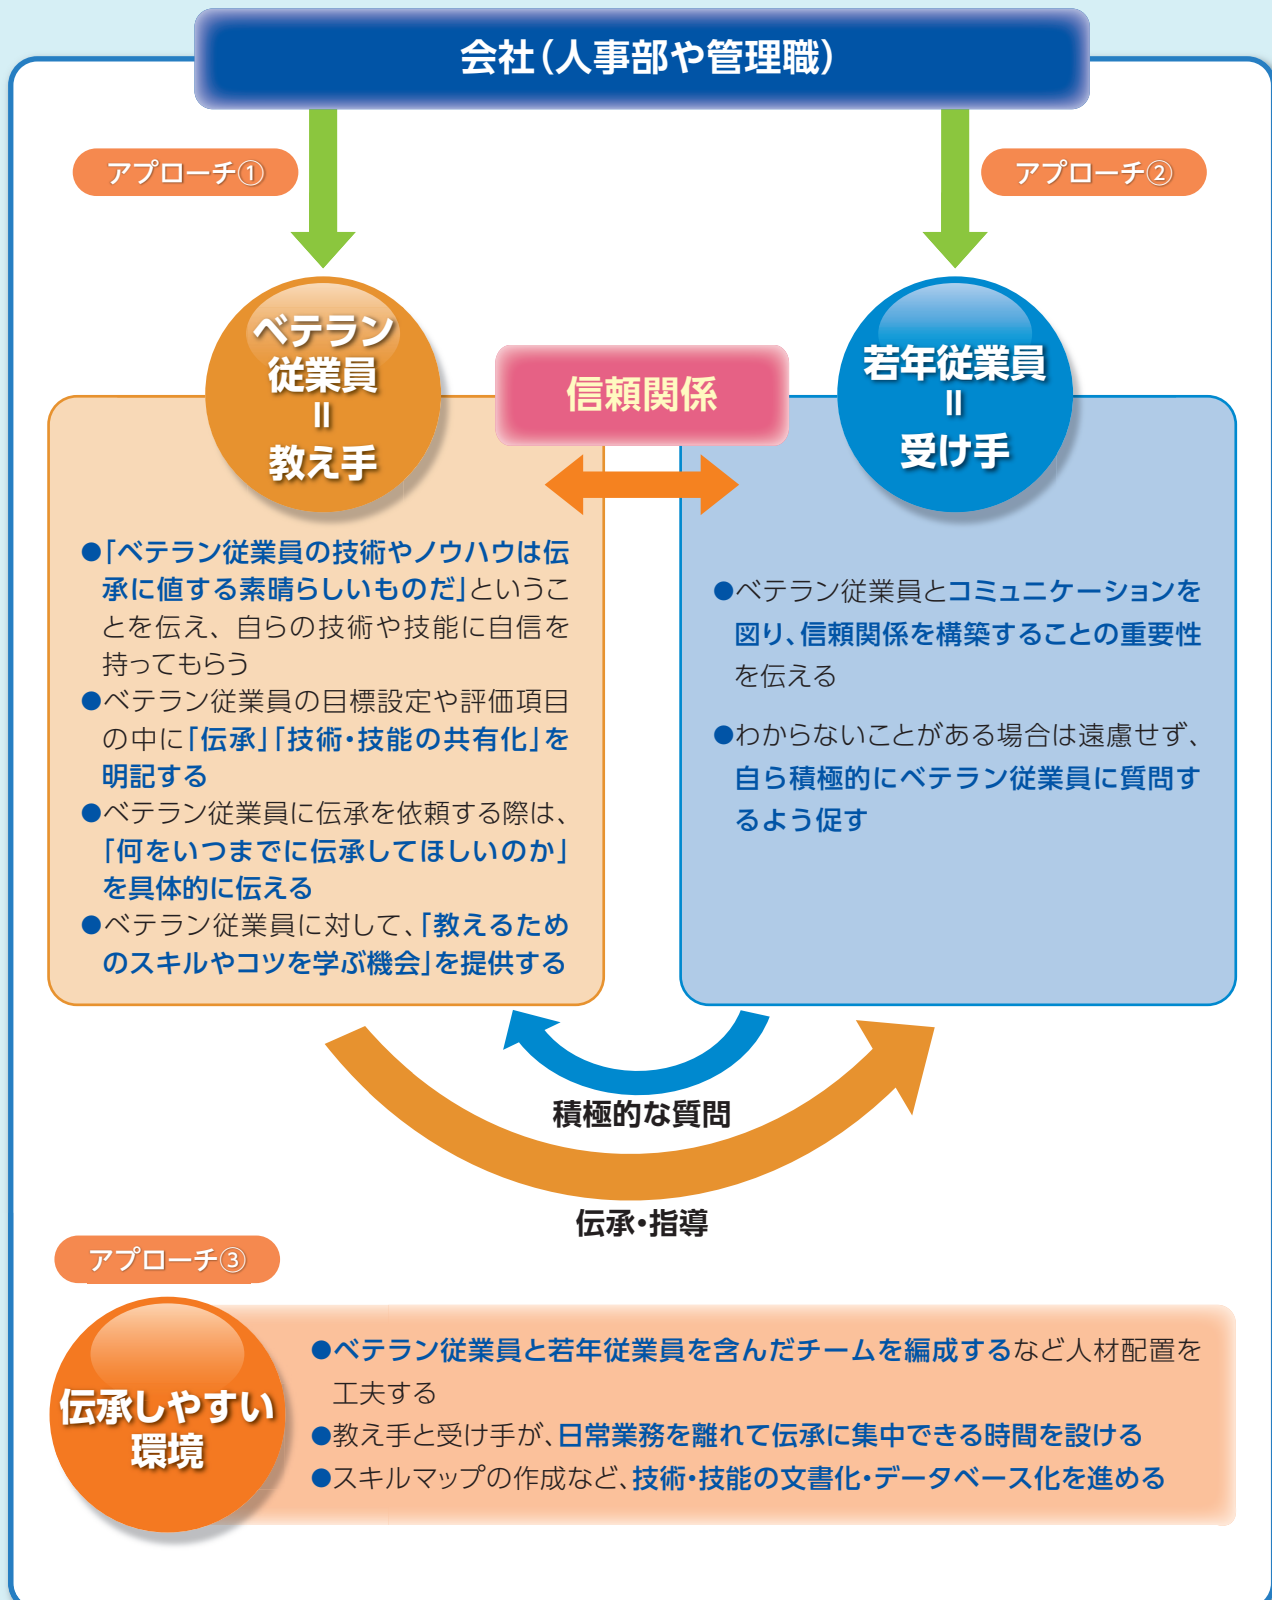 会社（人事部や管理職）
アプローチ①
アプローチ②
ベテラン
従業員
＝
教え手
信頼関係
若年従業員
＝
受け手
●「ベテラン従業員の技術やノウハウは伝
承に値する素晴らしいものだ」というこ
とを伝え、自らの技術や技能に自信を
持ってもらう
●ベテラン従業員の目標設定や評価項目
の中に「伝承」「技術・技能の共有化」を
明記する
●ベテラン従業員に伝承を依頼する際は、
「何をいつまでに伝承してほしいのか」
を具体的に伝える
●ベテラン従業員に対して、「教えるため
のスキルやコツを学ぶ機会」を提供する
●ベテラン従業員とコミュニケーションを
図り、信頼関係を構築することの重要性
を伝える
●わからないことがある場合は遠慮せず、
自ら積極的にベテラン従業員に質問す
るよう促す
積極的な質問
伝承・指導
アプローチ③
伝承しやすい
環境
●ベテラン従業員と若年従業員を含んだチームを編成するなど人材配置を
工夫する
●教え手と受け手が、日常業務を離れて伝承に集中できる時間を設ける
●スキルマップの作成など、技術・技能の文書化・データベース化を進める